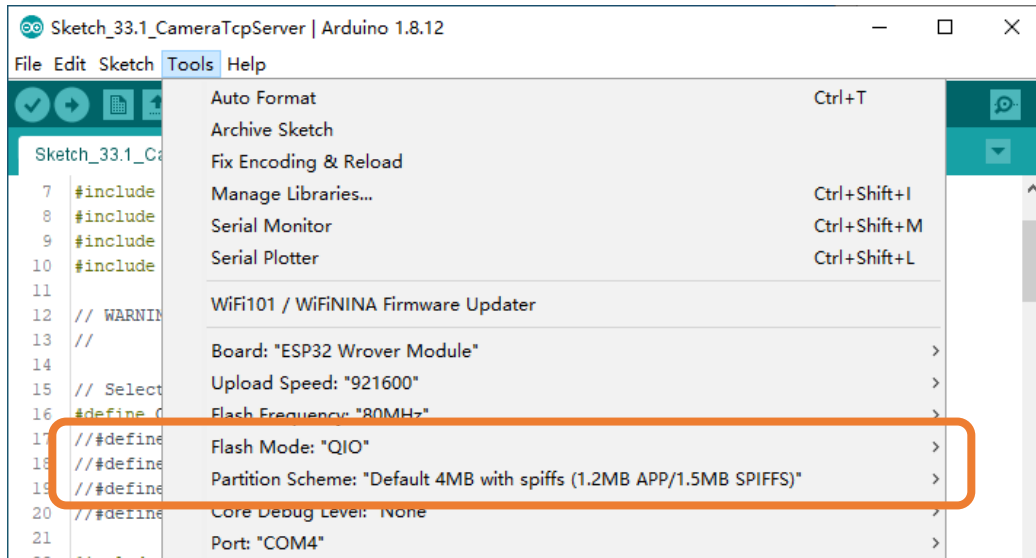 Sketch_33.1_CameraTcpServer | Arduino 1.8.12
File Edit Sketch Tools Help
Auto Format Ctrl+T
Archive Sketch
Sketch_33.1_Ca
Fix Encoding & Reload
7 #include
Manage Libraries... Ctrl+Shift+I
8 #include
Serial Monitor Ctrl+Shift+M
9 #include
10 #include
Serial Plotter Ctrl+Shift+L
11
12 // WARNIN
WiFi101 / WiFiNINA Firmware Updater
13 //
14
Board: "ESP32 Wrover Module"
15 // Select
Upload Speed: "921600"
16 #define
Flash Frequency: "80MHz"
17 //#define
Flash Mode: "QIO"
18 //#define
19 //#define
Partition Scheme: "Default 4MB with spiffs (1.2MB APP/1.5MB SPIFFS)"
20 //#define
Core Debug Level: "None"
21
Port: "COM4"